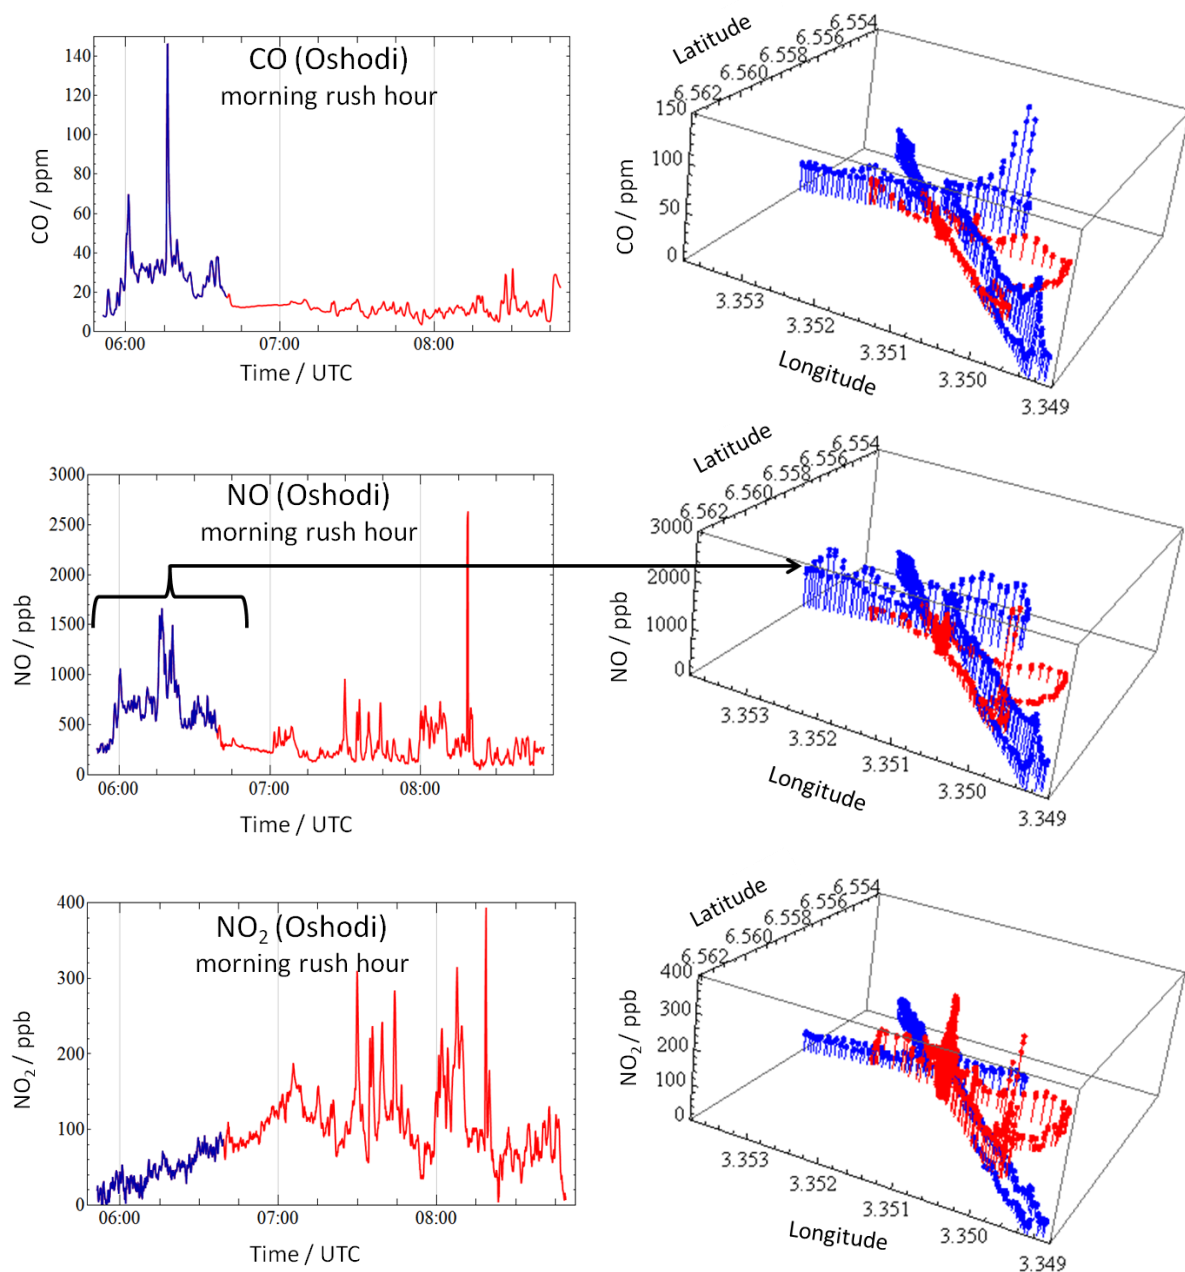 CO (Oshodi)
morning rush hour
CO / ppm
140
120
100
80
60
40
20
0
06:00 07:00 08:00
Time / UTC
Latitude
6.554
6.556
6.558
6.560
6.562
150
100
50
0
CO / ppm
3.353
3.352
3.351
3.350
3.349
Longitude
NO (Oshodi)
morning rush hour
NO / ppb
3000
2500
2000
1500
1000
500
0
06:00 07:00 08:00
Time / UTC
Latitude
6.554
6.556
6.558
6.560
6.562
3000
2000
1000
0
NO / ppb
3.353
3.352
3.351
3.350
3.349
Longitude
NO₂ (Oshodi)
morning rush hour
NO₂ / ppb
400
300
200
100
0
06:00 07:00 08:00
Time / UTC
Latitude
6.554
6.556
6.558
6.560
6.562
400
300
200
100
0
NO₂ / ppb
3.353
3.352
3.351
3.350
3.349
Longitude